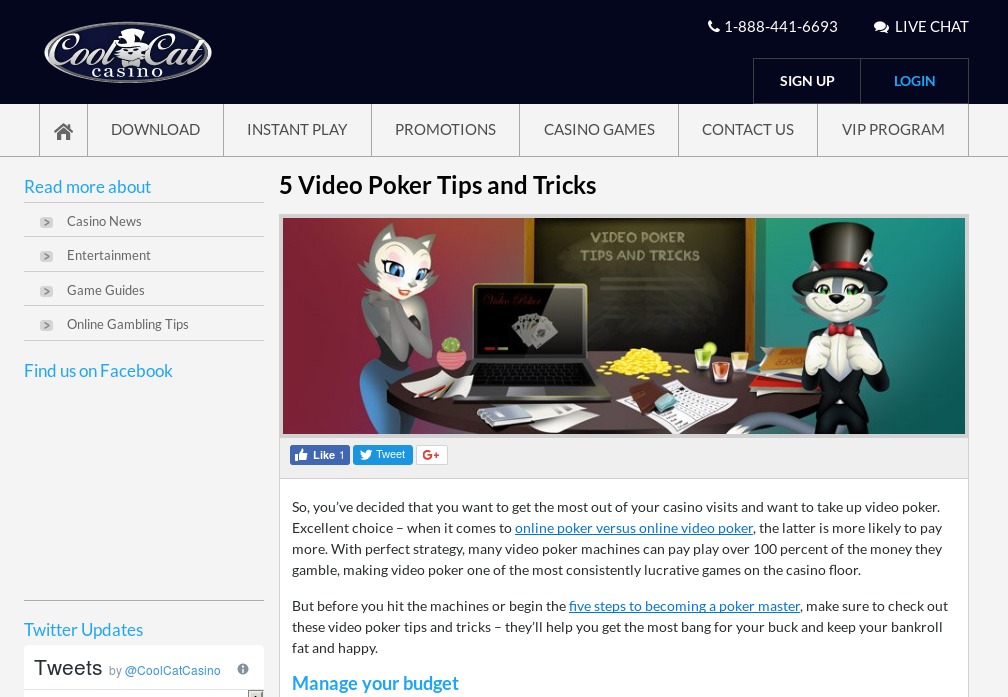 Cool Cat
casino
1-888-441-6693
LIVE CHAT
SIGN UP
LOGIN
DOWNLOAD
INSTANT PLAY
PROMOTIONS
CASINO GAMES
CONTACT US
VIP PROGRAM
Read more about
Casino News
Entertainment
Game Guides
Online Gambling Tips
Find us on Facebook
Twitter Updates
Tweets by @CoolCatCasino
5 Video Poker Tips and Tricks
VIDEO POKER
TIPS AND TRICKS
Video Poker
Like 1
Tweet
G+
So, you’ve decided that you want to get the most out of your casino visits and want to take up video poker.
Excellent choice – when it comes to online poker versus online video poker, the latter is more likely to pay
more. With perfect strategy, many video poker machines can pay play over 100 percent of the money they
gamble, making video poker one of the most consistently lucrative games on the casino floor.
But before you hit the machines or begin the five steps to becoming a poker master, make sure to check out
these video poker tips and tricks – they’ll help you get the most bang for your buck and keep your bankroll
fat and happy.
Manage your budget